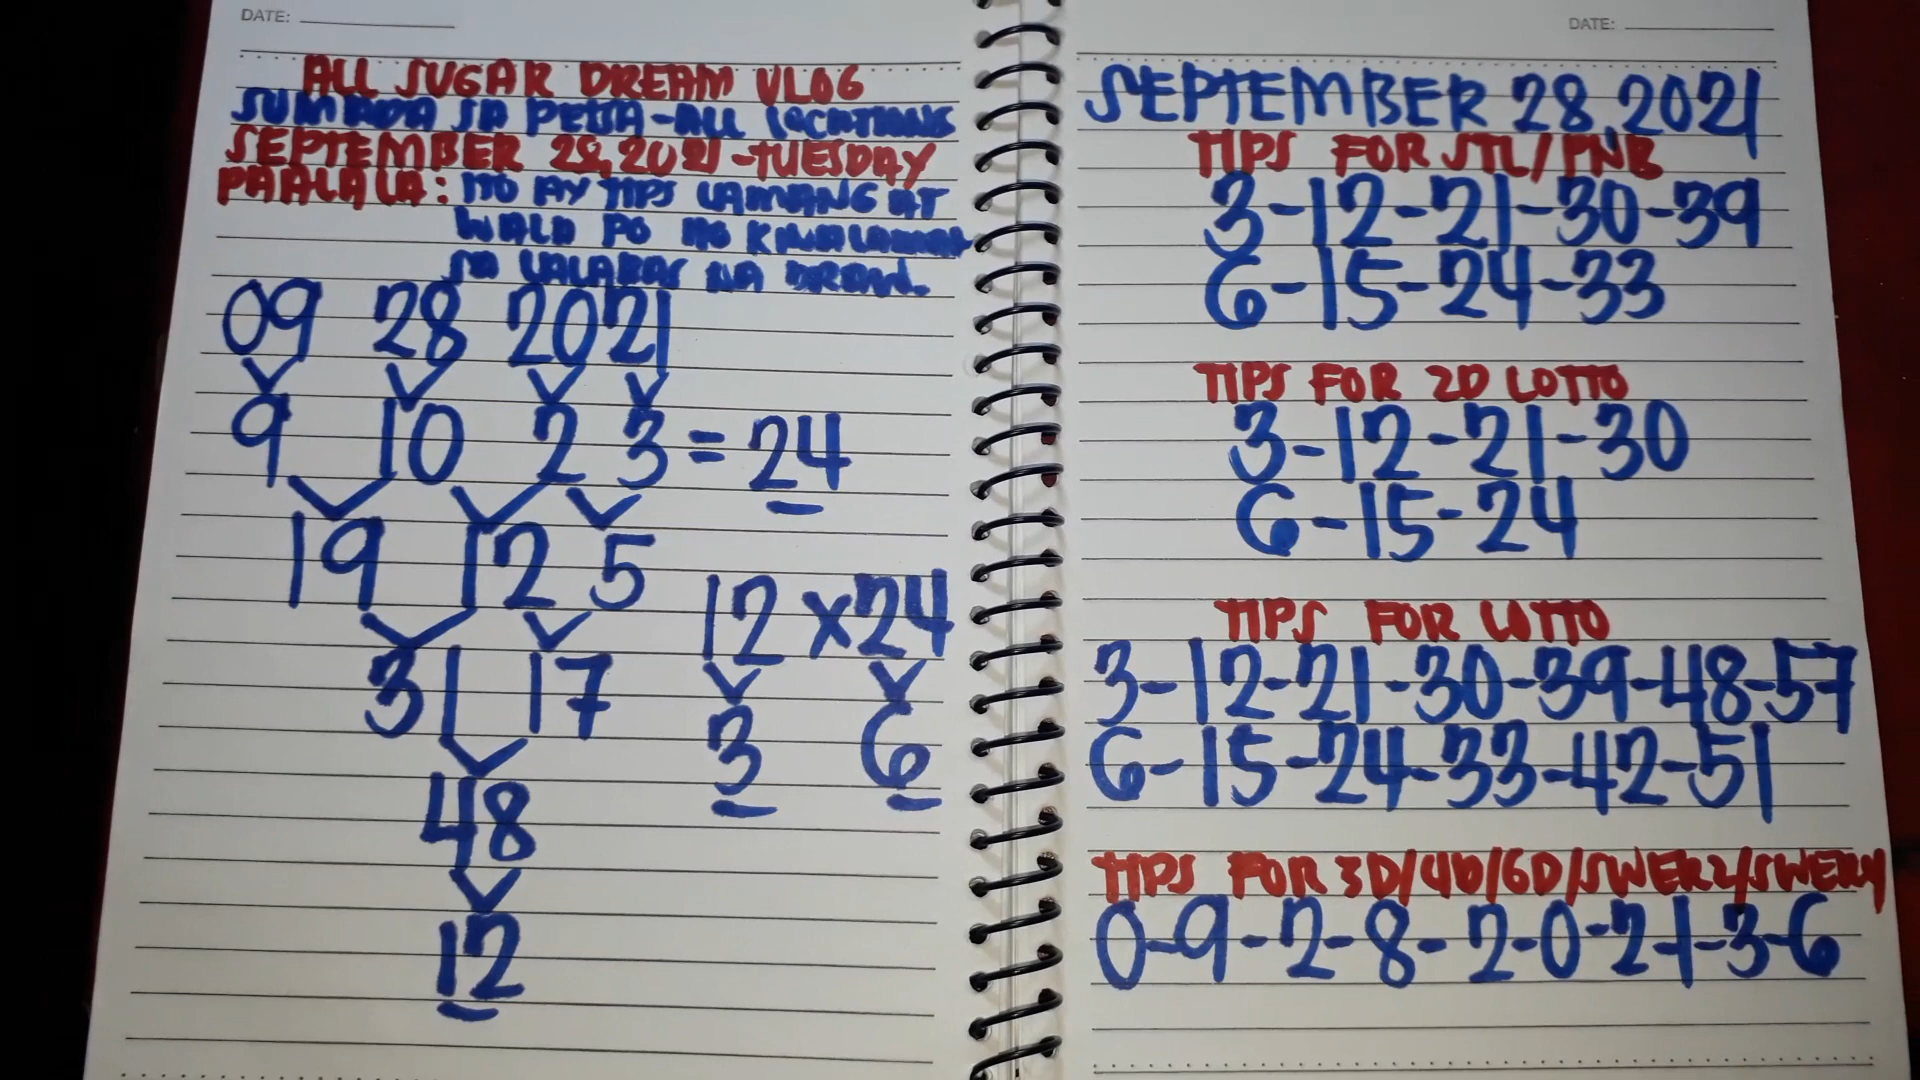 DATE:
ALL SUGAR DREAM VLOG
SUMADA SA PETSA-ALL LOCATIONS
SEPTEMBER 28, 2021-TUESDAY
PAALALA: ITO AY TIPS LAMANG AT
WALA PO ITO KINALAMAN
SA LALABAS NA DRAW.
09 28 2021
9 10 2 3 = 24
19 12 5
12 x 24
31 17
3 6
48
12
DATE:
SEPTEMBER 28, 2021
TIPS FOR STL/PNB
3-12-21-30-39
6-15-24-33
TIPS FOR 2D LOTTO
3-12-21-30
6-15-24
TIPS FOR LOTTO
3-12-21-30-39-48-57
6-15-24-33-42-51
TIPS FOR 3D/4D/6D/SWER2/SWER4
0-9-2-8-2-0-2-1-3-6